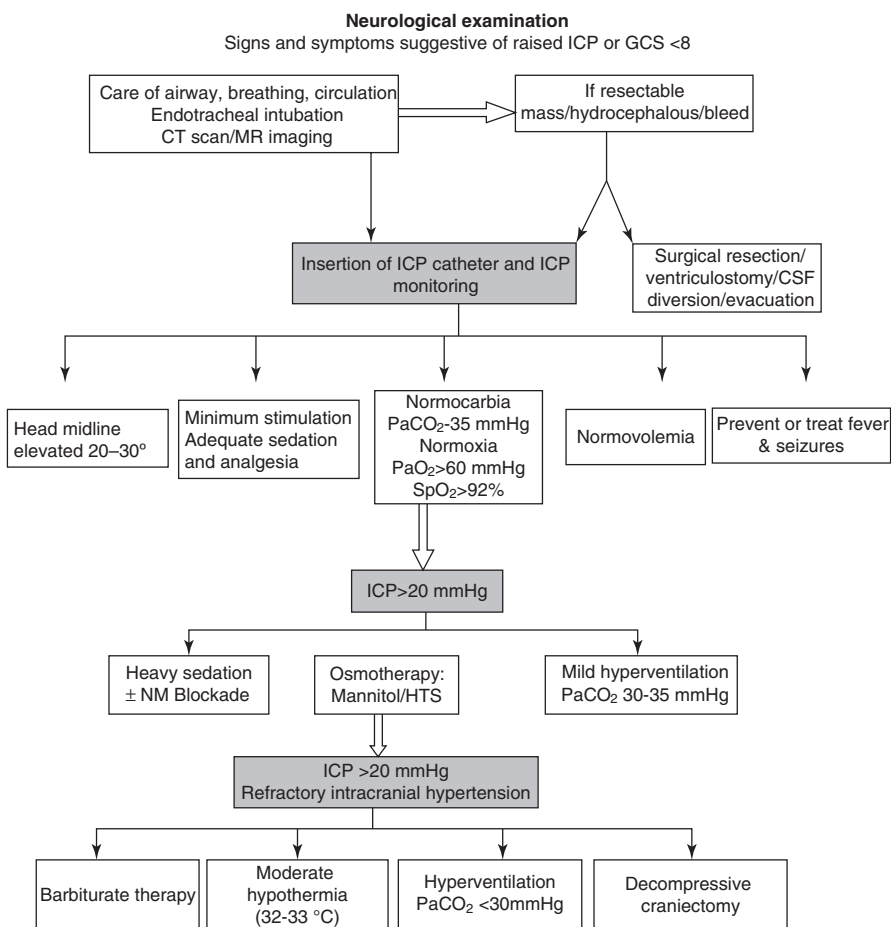 Neurological examination
Signs and symptoms suggestive of raised ICP or GCS <8
Care of airway, breathing, circulation
Endotracheal intubation
CT scan/MR imaging
If resectable
mass/hydrocephalous/bleed
Insertion of ICP catheter and ICP
monitoring
Surgical resection/
ventriculostomy/CSF
diversion/evacuation
Head midline
elevated 20–30º
Minimum stimulation
Adequate sedation
and analgesia
Normocarbia
PaCO₂-35 mmHg
Normoxia
PaO₂>60 mmHg
SpO₂>92%
Normovolemia
Prevent or treat fever
& seizures
ICP>20 mmHg
Heavy sedation
± NM Blockade
Osmotherapy:
Mannitol/HTS
Mild hyperventilation
PaCO₂ 30-35 mmHg
ICP >20 mmHg
Refractory intracranial hypertension
Barbiturate therapy
Moderate
hypothermia
(32-33 °C)
Hyperventilation
PaCO₂ <30mmHg
Decompressive
craniectomy